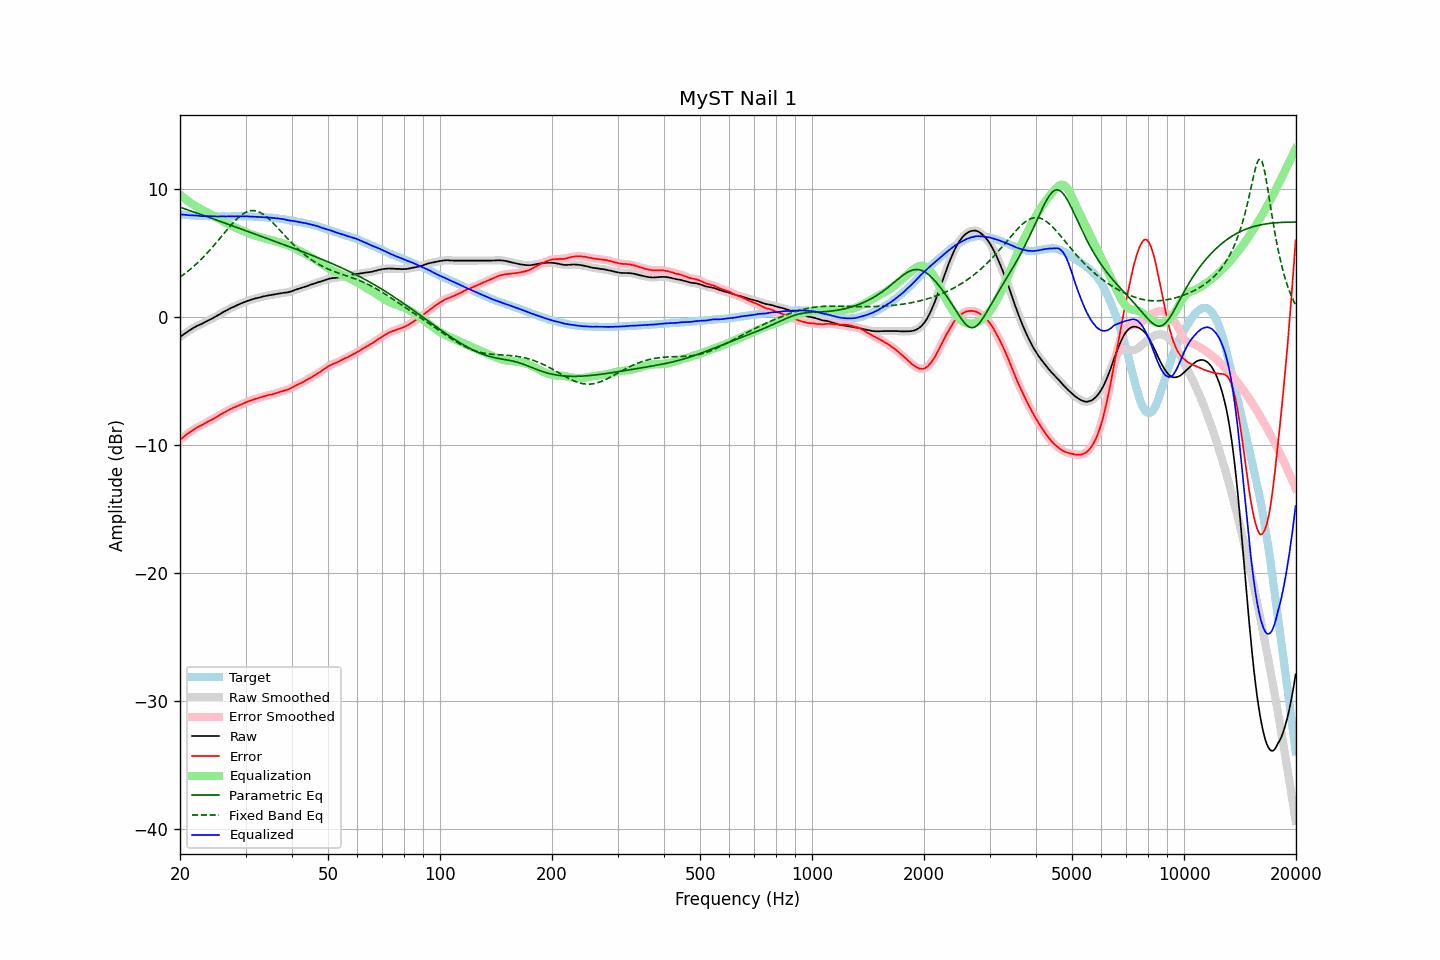 MyST Nail 1
Amplitude (dBr)
10
0
−10
−20
−30
−40
Target
Raw Smoothed
Error Smoothed
Raw
Error
Equalization
Parametric Eq
Fixed Band Eq
Equalized
20 50 100 200 500 1000 2000 5000 10000 20000
Frequency (Hz)